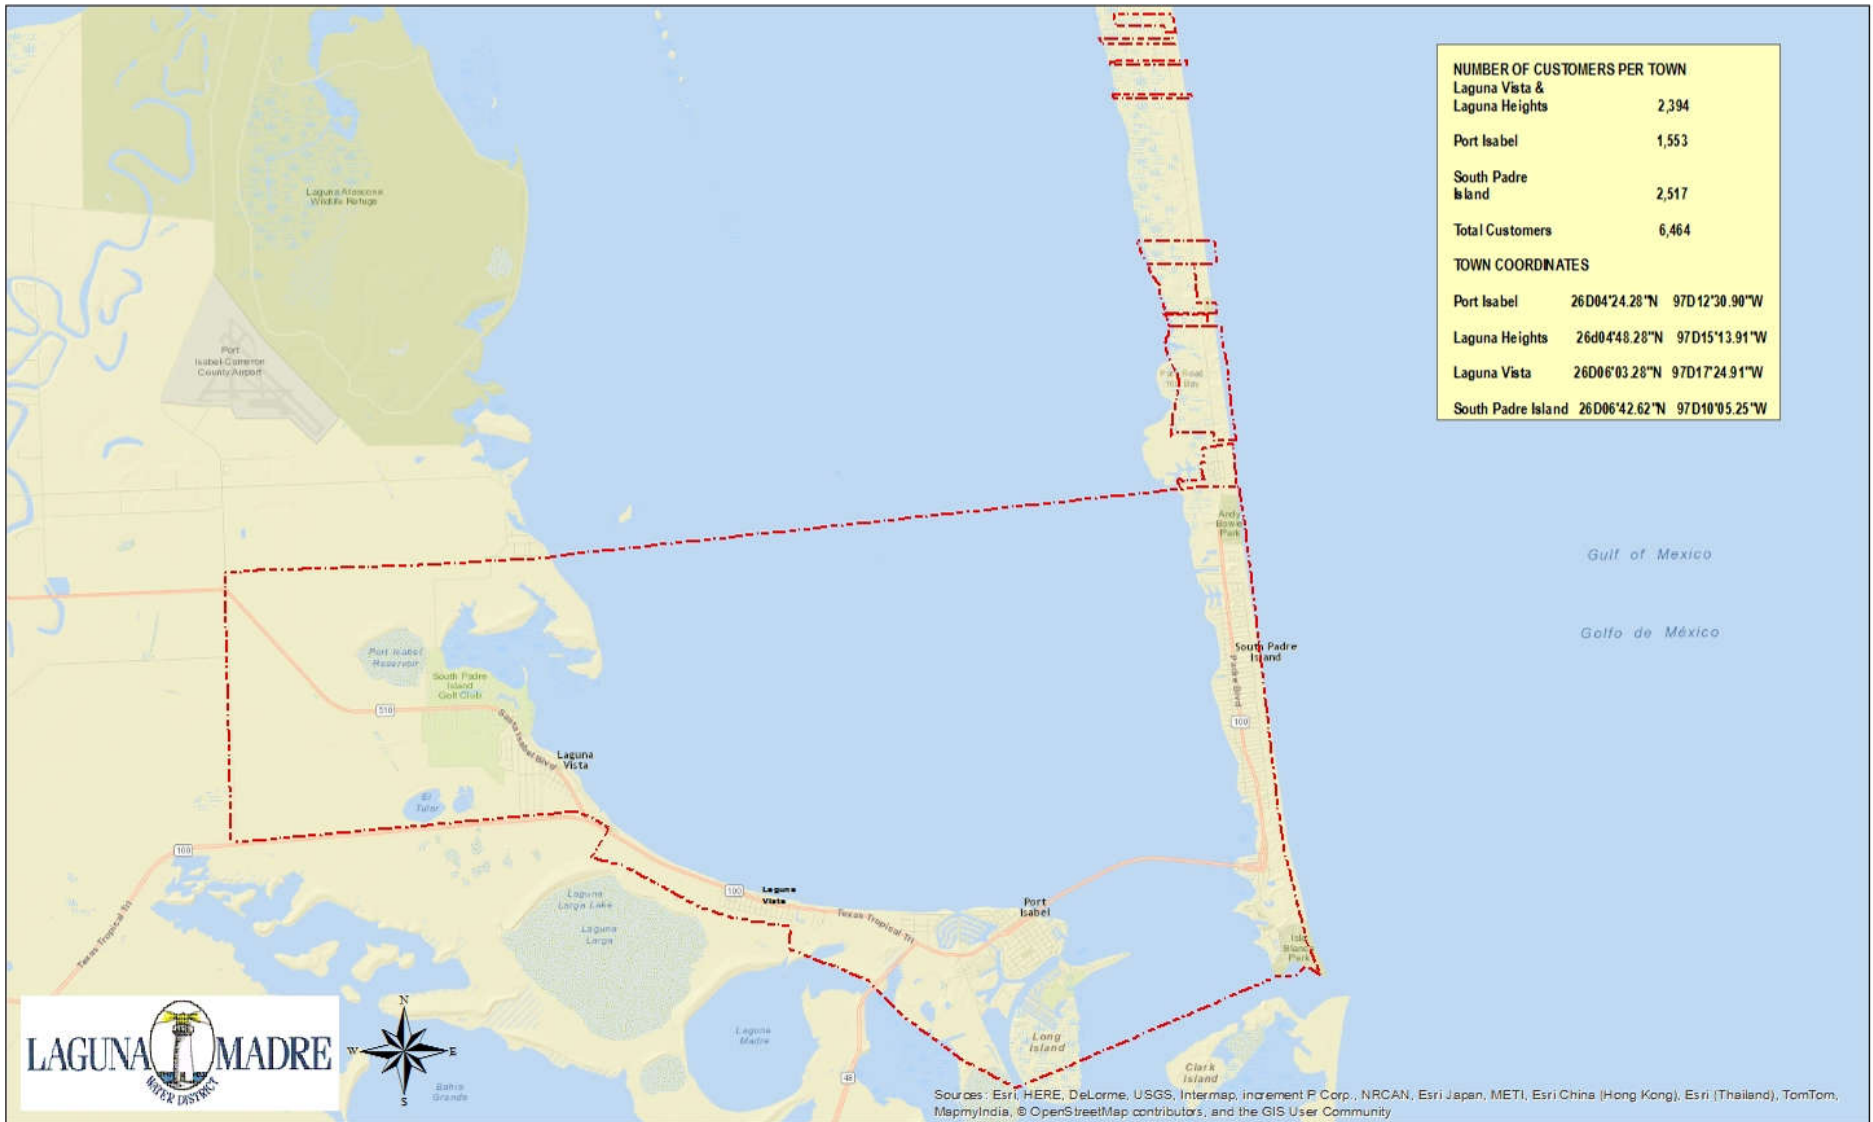 NUMBER OF CUSTOMERS PER TOWN
Laguna Vista &
Laguna Heights 2,394
Port Isabel 1,553
South Padre
Island 2,517
Total Customers 6,464
TOWN COORDINATES
Port Isabel 26D04'24.28"N 97D12'30.90"W
Laguna Heights 26d04'48.28"N 97D15'13.91"W
Laguna Vista 26D06'03.28"N 97D17'24.91"W
South Padre Island 26D06'42.62"N 97D10'05.25"W
Laguna Atascosa
Wildlife Refuge
Port
Isabel-Cameron
County Airport
Park Road
100 Bay
Andy
Bowie
Park
Gulf of Mexico
Golfo de México
South Padre
Island
Padre Blvd
100
Port Isabel
Reservoir
South Padre
Island
Golf Club
510
Santa Isabel Blvd
Laguna
Vista
El
Tular
100
Texas Tropical Trl
Laguna
Larga Lake
Laguna
Larga
100
Laguna
Vista
Texas Tropical Trl
Port
Isabel
Isla
Blanca
Park
Long
Island
Clark
Island
Laguna
Madre
48
Bahia
Grande
LAGUNA MADRE
WATER DISTRICT
N
W E
S
Sources: Esri, HERE, DeLorme, USGS, Intermap, increment P Corp., NRCAN, Esri Japan, METI, Esri China (Hong Kong), Esri (Thailand), TomTom,
MapmyIndia, © OpenStreetMap contributors, and the GIS User Community